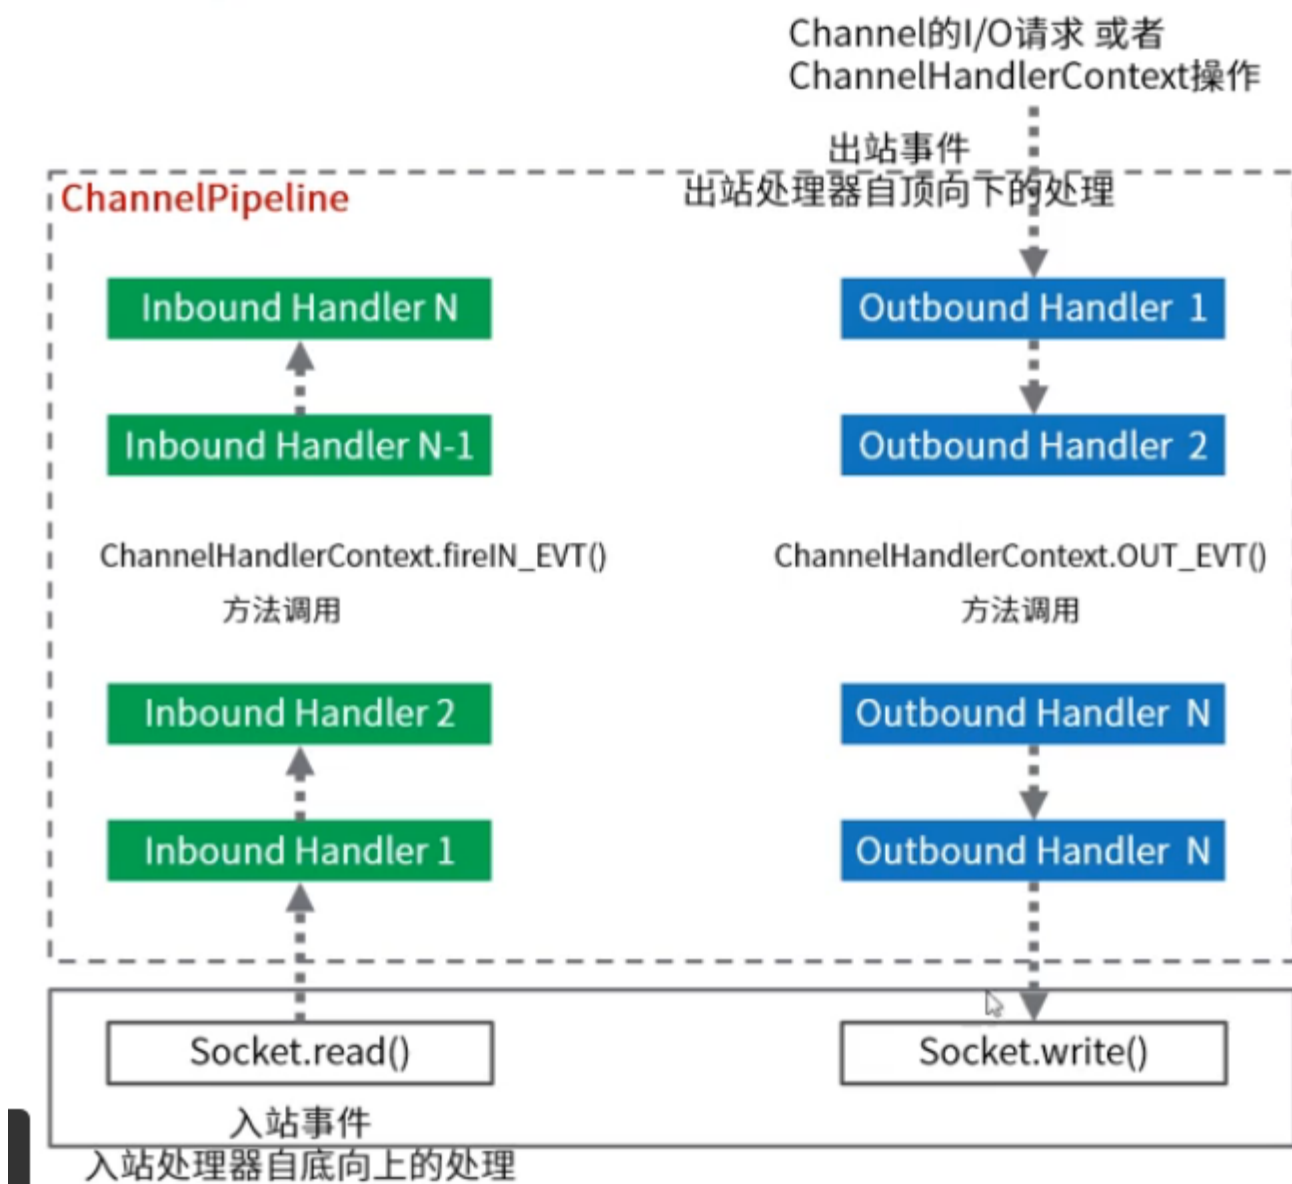 Channel的I/O请求 或者
ChannelHandlerContext操作
出站事件
出站处理器自顶向下的处理
ChannelPipeline
Inbound Handler N
Outbound Handler 1
Inbound Handler N-1
Outbound Handler 2
ChannelHandlerContext.fireIN_EVT()
方法调用
ChannelHandlerContext.OUT_EVT()
方法调用
Inbound Handler 2
Outbound Handler N
Inbound Handler 1
Outbound Handler N
Socket.read()
Socket.write()
入站事件
入站处理器自底向上的处理